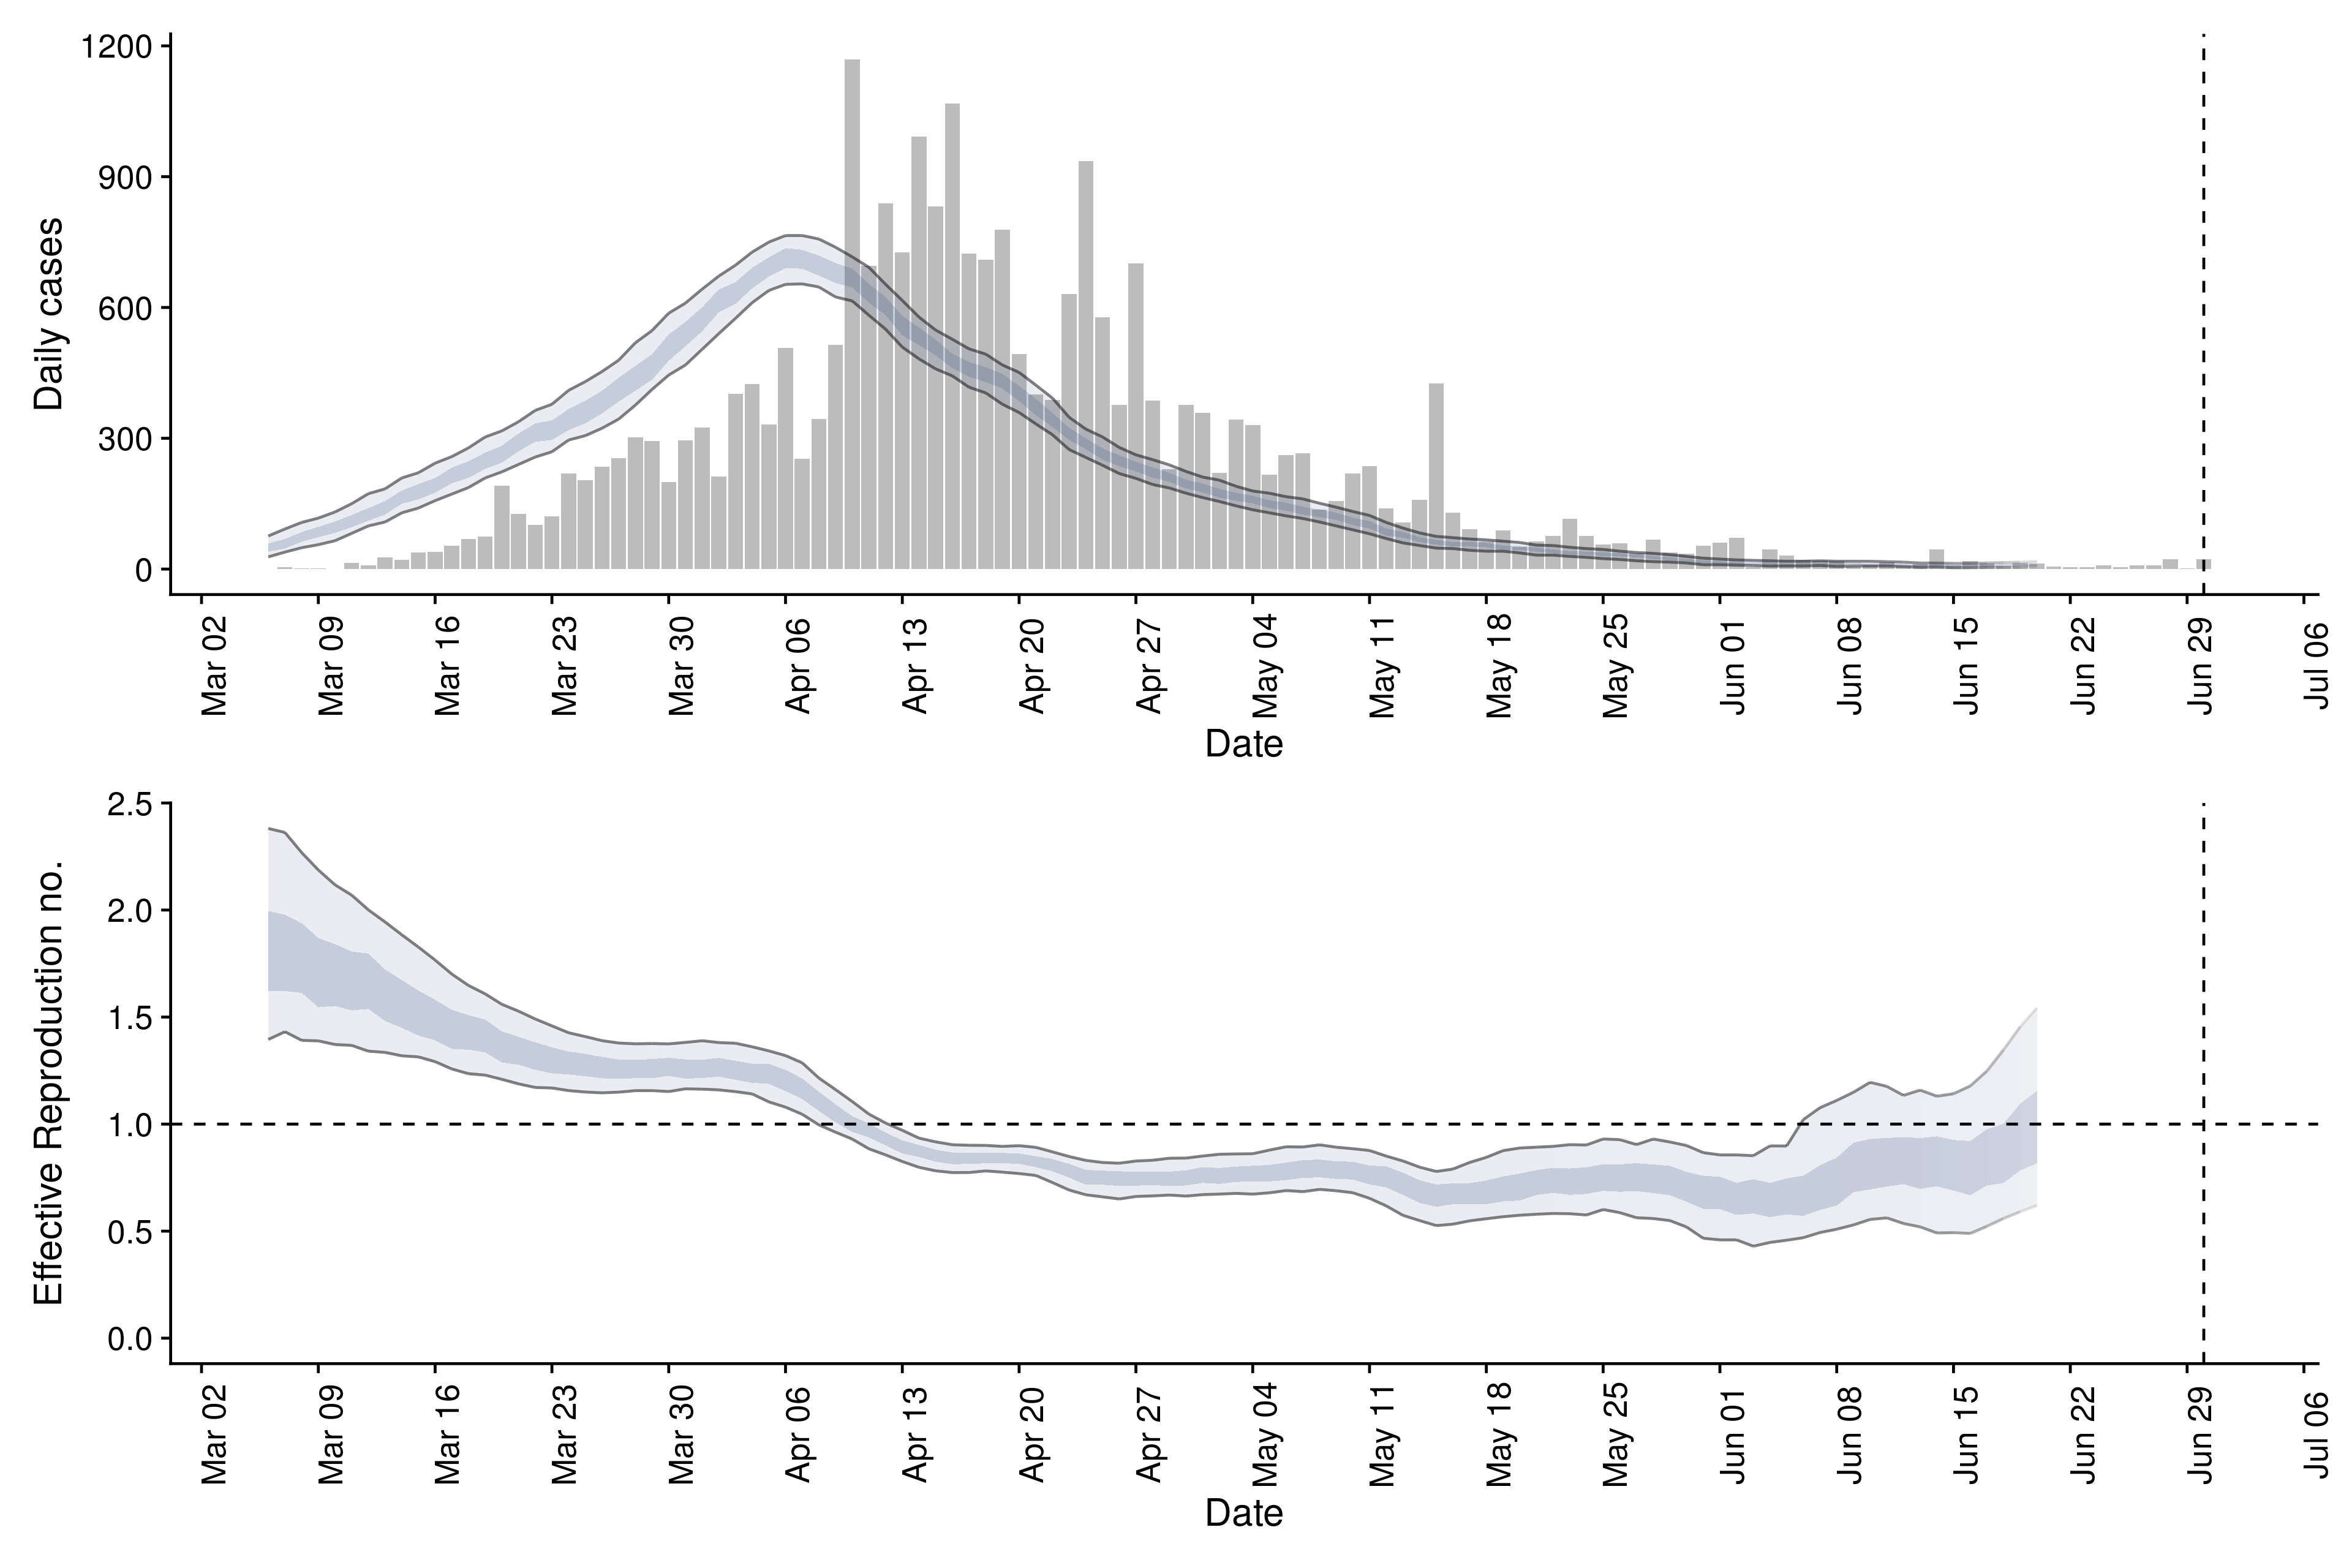 1200
900
600
300
0
Daily cases
Mar 02
Mar 09
Mar 16
Mar 23
Mar 30
Apr 06
Apr 13
Apr 20
Apr 27
May 04
May 11
May 18
May 25
Jun 01
Jun 08
Jun 15
Jun 22
Jun 29
Jul 06
Date
2.5
2.0
1.5
1.0
0.5
0.0
Effective Reproduction no.
Mar 02
Mar 09
Mar 16
Mar 23
Mar 30
Apr 06
Apr 13
Apr 20
Apr 27
May 04
May 11
May 18
May 25
Jun 01
Jun 08
Jun 15
Jun 22
Jun 29
Jul 06
Date